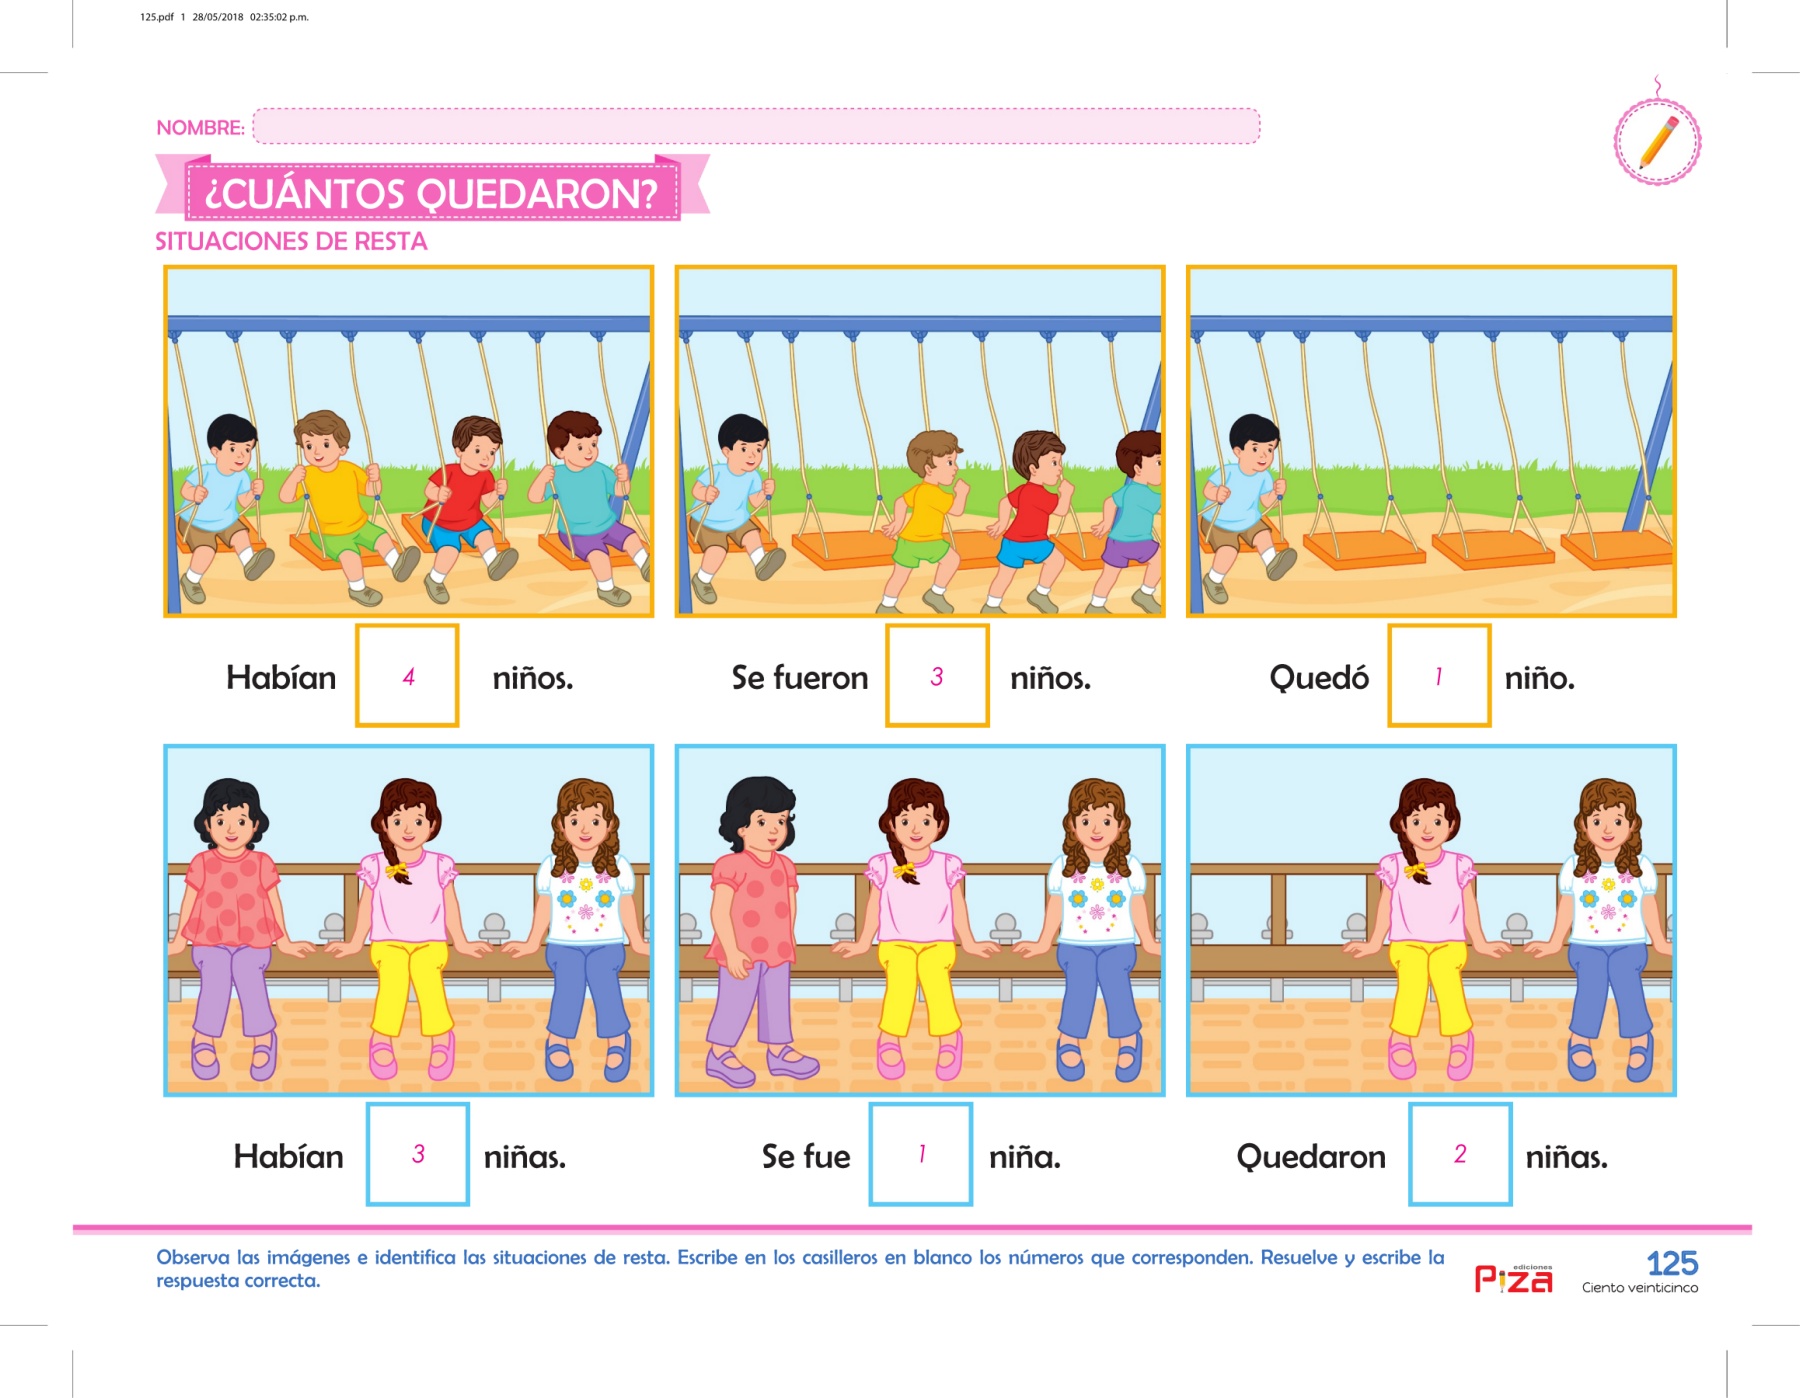 125.pdf 1 28/05/2018 02:35:02 p.m.
NOMBRE:
¿CUÁNTOS QUEDARON?
SITUACIONES DE RESTA
Habían 4 niños. Se fueron 3 niños. Quedó 1 niño.
Habían 3 niñas. Se fue 1 niña. Quedaron 2 niñas.
Observa las imágenes e identifica las situaciones de resta. Escribe en los casilleros en blanco los números que corresponden. Resuelve y escribe la
respuesta correcta.
ediciones
Piza
125
Ciento veinticinco